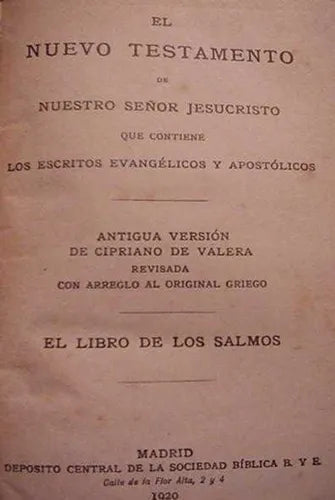 EL
NUEVO TESTAMENTO
DE
NUESTRO SEÑOR JESUCRISTO
QUE CONTIENE
LOS ESCRITOS EVANGÉLICOS Y APOSTÓLICOS
ANTIGUA VERSIÓN
DE CIPRIANO DE VALERA
REVISADA
CON ARREGLO AL ORIGINAL GRIEGO
EL LIBRO DE LOS SALMOS
MADRID
DEPOSITO CENTRAL DE LA SOCIEDAD BÍBLICA B. Y E.
Calle de la Flor Alta, 2 y 4
1920